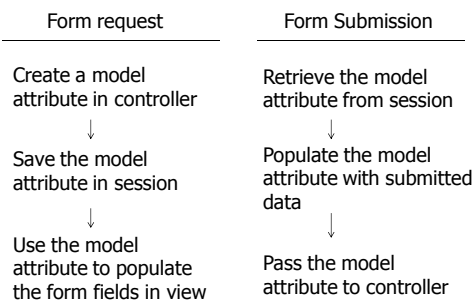 Form request
Create a model
attribute in controller
Save the model
attribute in session
Use the model
attribute to populate
the form fields in view
Form Submission
Retrieve the model
attribute from session
Populate the model
attribute with submitted
data
Pass the model
attribute to controller